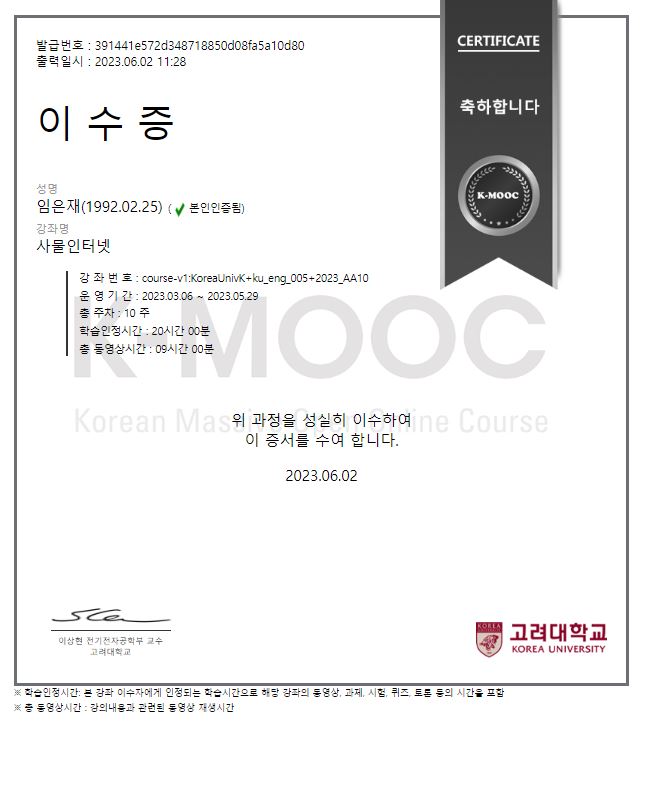 발급번호 : 391441e572d348718850d08fa5a10d80
출력일시 : 2023.06.02 11:28
CERTIFICATE
축하합니다
K-MOOC
이 수 증
성명
임은재(1992.02.25) ( 본인인증됨)
강좌명
사물인터넷
강 좌 번 호 : course-v1:KoreaUnivK+ku_eng_005+2023_AA10
운 영 기 간 : 2023.03.06 ~ 2023.05.29
총 주차 : 10 주
학습인정시간 : 20시간 00분
총 동영상시간 : 09시간 00분
K-MOOC
Korean Massive Open Online Course
위 과정을 성실히 이수하여
이 증서를 수여 합니다.
2023.06.02
이상현 전기전자공학부 교수
고려대학교
KOREA
고려대학교
KOREA UNIVERSITY
※ 학습인정시간: 본 강좌 이수자에게 인정되는 학습시간으로 해당 강좌의 동영상, 과제, 시험, 퀴즈, 토론 등의 시간을 포함
※ 총 동영상시간 : 강의내용과 관련된 동영상 재생시간